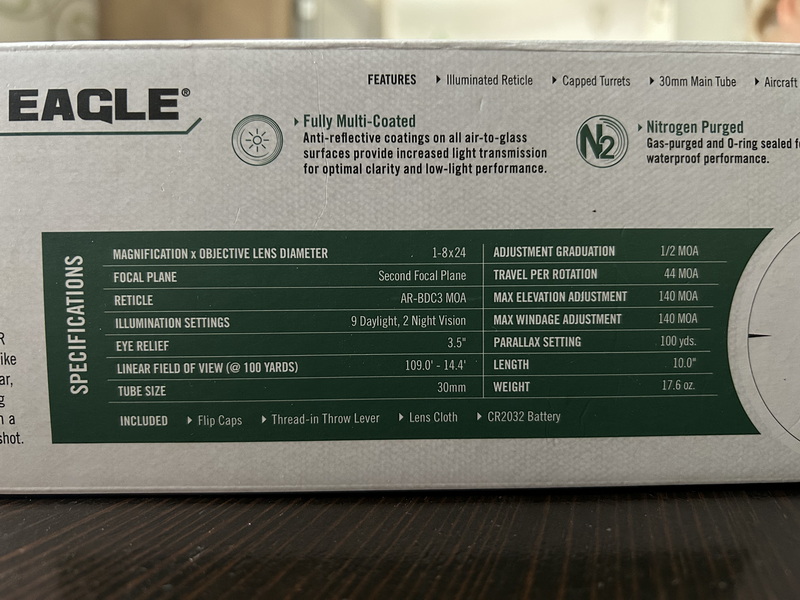 EAGLE®
FEATURES ▸ Illuminated Reticle ▸ Capped Turrets ▸ 30mm Main Tube ▸ Aircraft
▸ Fully Multi-Coated
Anti-reflective coatings on all air-to-glass
surfaces provide increased light transmission
for optimal clarity and low-light performance.
N2
▸ Nitrogen Purged
Gas-purged and O-ring sealed
waterproof performance.
SPECIFICATIONS
MAGNIFICATION x OBJECTIVE LENS DIAMETER 1-8x24
FOCAL PLANE Second Focal Plane
RETICLE AR-BDC3 MOA
ILLUMINATION SETTINGS 9 Daylight, 2 Night Vision
EYE RELIEF 3.5"
LINEAR FIELD OF VIEW (@ 100 YARDS) 109.0' - 14.4'
TUBE SIZE 30mm
ADJUSTMENT GRADUATION 1/2 MOA
TRAVEL PER ROTATION 44 MOA
MAX ELEVATION ADJUSTMENT 140 MOA
MAX WINDAGE ADJUSTMENT 140 MOA
PARALLAX SETTING 100 yds.
LENGTH 10.0"
WEIGHT 17.6 oz.
INCLUDED ▸ Flip Caps ▸ Thread-in Throw Lever ▸ Lens Cloth ▸ CR2032 Battery
a
shot.